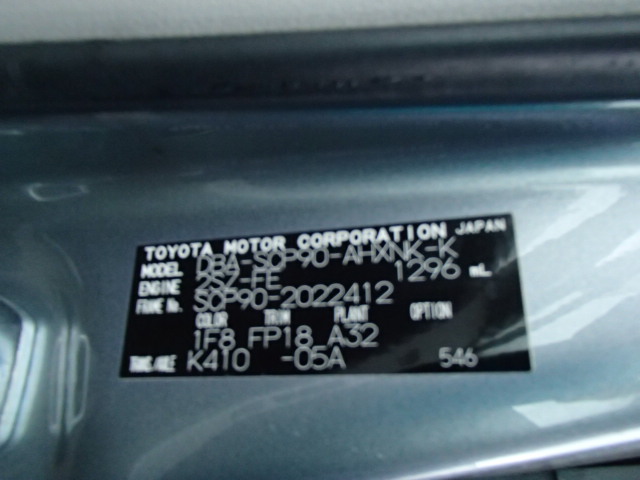 TOYOTA MOTOR CORPORATION JAPAN
MODEL DBA-SCP90-AHXNK-K
ENGINE 2SZ-FE 1296 mL
FRAME No. SCP90-2022412
COLOR TRIM PLANT OPTION
1F8 FP18 A32
TRANS/AXLE K410 -05A 546